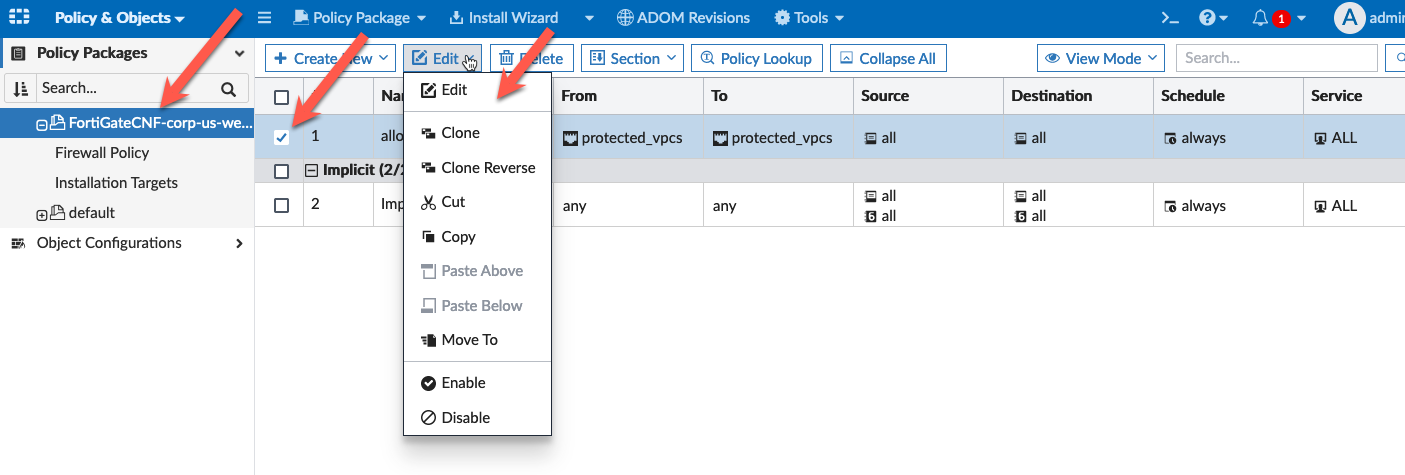 Policy & Objects
Policy Package
Install Wizard
ADOM Revisions
Tools
>_
?
1
A
admin
Policy Packages
Search...
FortiGateCNF-corp-us-we...
Firewall Policy
Installation Targets
default
Object Configurations
Create New
Edit
Delete
Section
Policy Lookup
Collapse All
View Mode
Search...
From To Source Destination Schedule Service
1 allo protected_vpcs protected_vpcs all all always ALL
Implicit (2/
2 Imp any any all all always ALL
all all
Edit
Clone
Clone Reverse
Cut
Copy
Paste Above
Paste Below
Move To
Enable
Disable